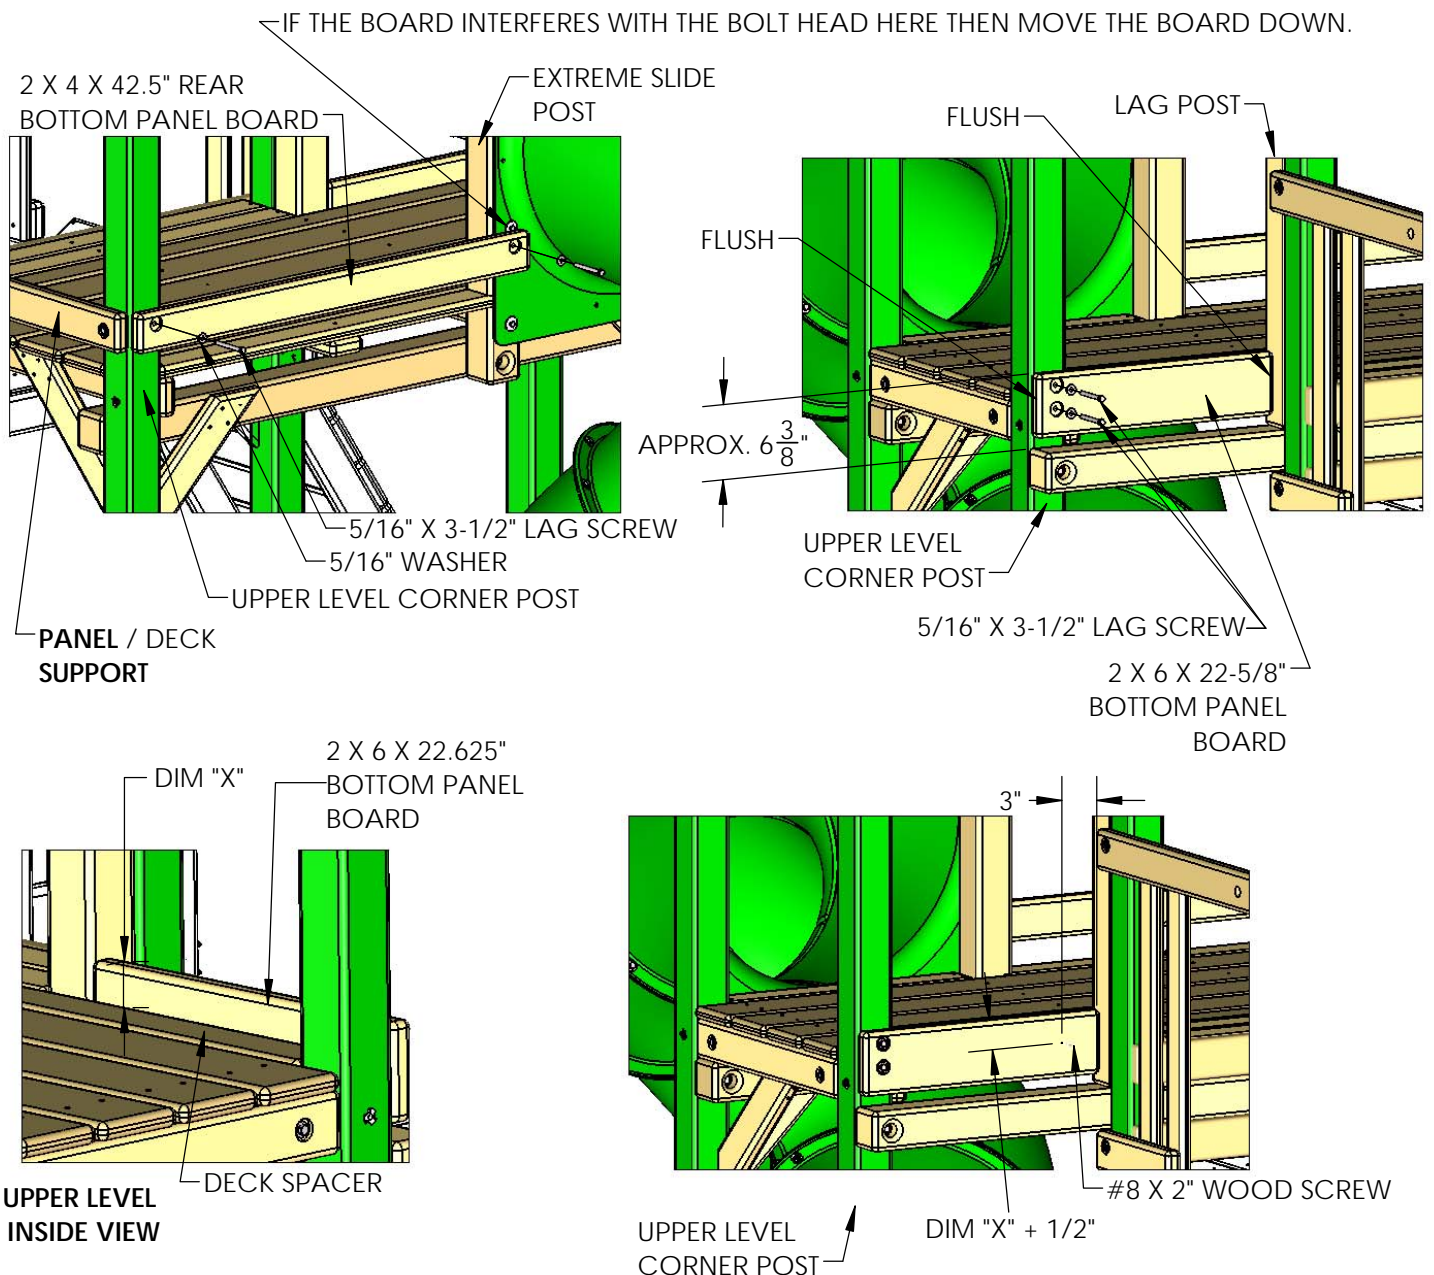 IF THE BOARD INTERFERES WITH THE BOLT HEAD HERE THEN MOVE THE BOARD DOWN.
2 X 4 X 42.5" REAR
BOTTOM PANEL BOARD
EXTREME SLIDE
POST
5/16" X 3-1/2" LAG SCREW
5/16" WASHER
UPPER LEVEL CORNER POST
PANEL / DECK
SUPPORT
FLUSH
LAG POST
FLUSH
APPROX. 6 3/8"
UPPER LEVEL
CORNER POST
5/16" X 3-1/2" LAG SCREW
2 X 6 X 22-5/8"
BOTTOM PANEL
BOARD
DIM "X"
2 X 6 X 22.625"
BOTTOM PANEL
BOARD
DECK SPACER
UPPER LEVEL
INSIDE VIEW
3"
#8 X 2" WOOD SCREW
DIM "X" + 1/2"
UPPER LEVEL
CORNER POST